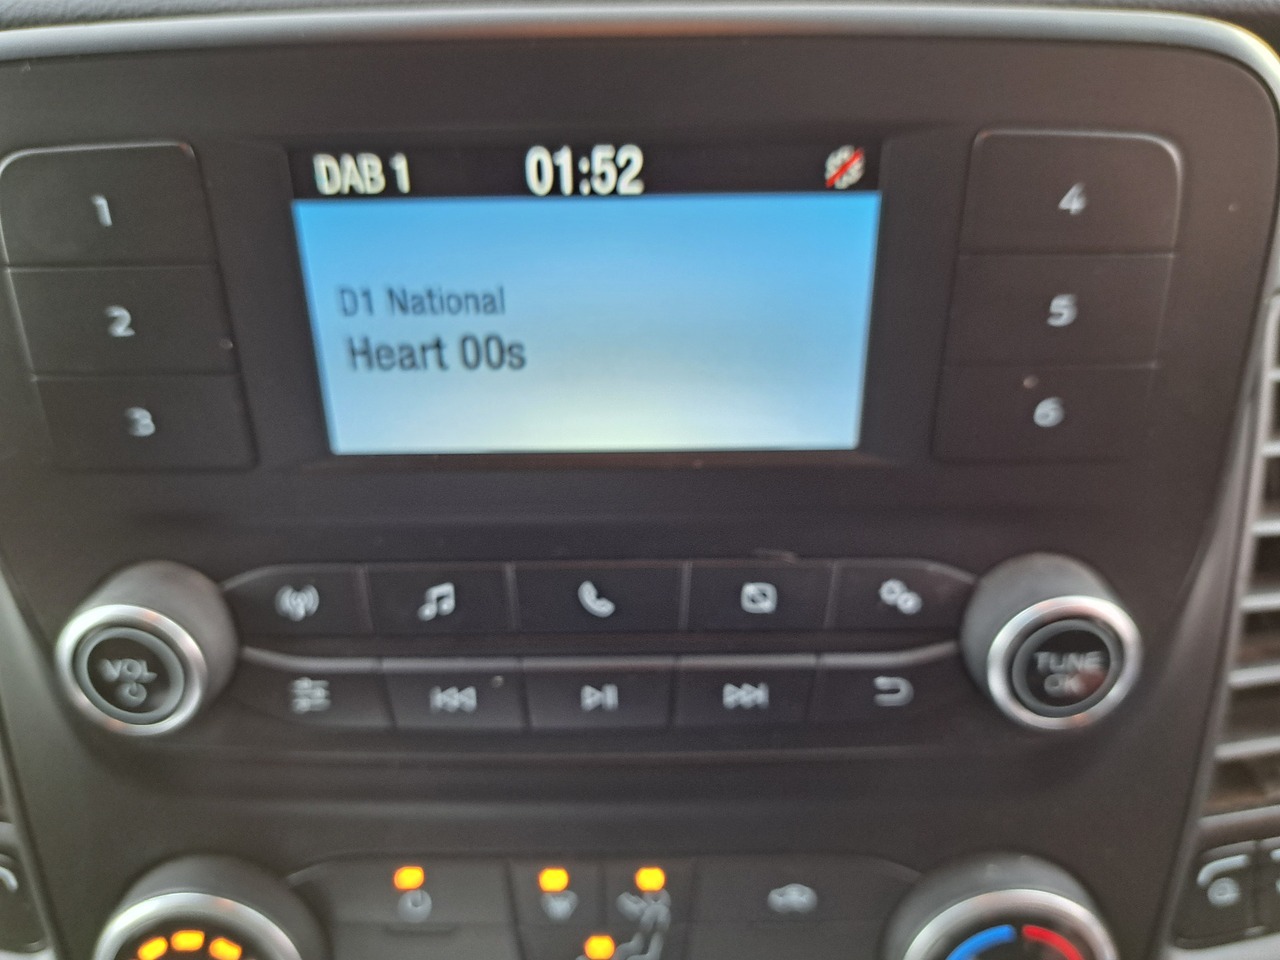 DAB 1
01:52
D1 National
Heart 00s
1
2
3
4
5
6
VOL
TUNE
OK